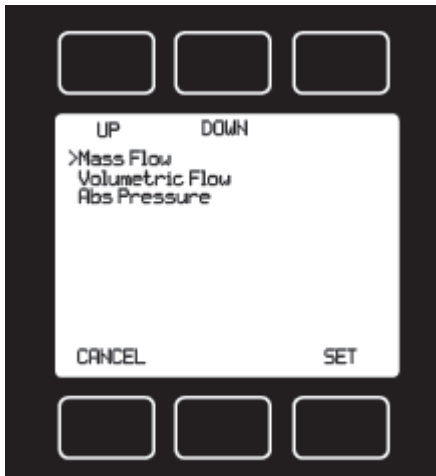 UP DOWN
>Mass Flow
Volumetric Flow
Abs Pressure
CANCEL SET